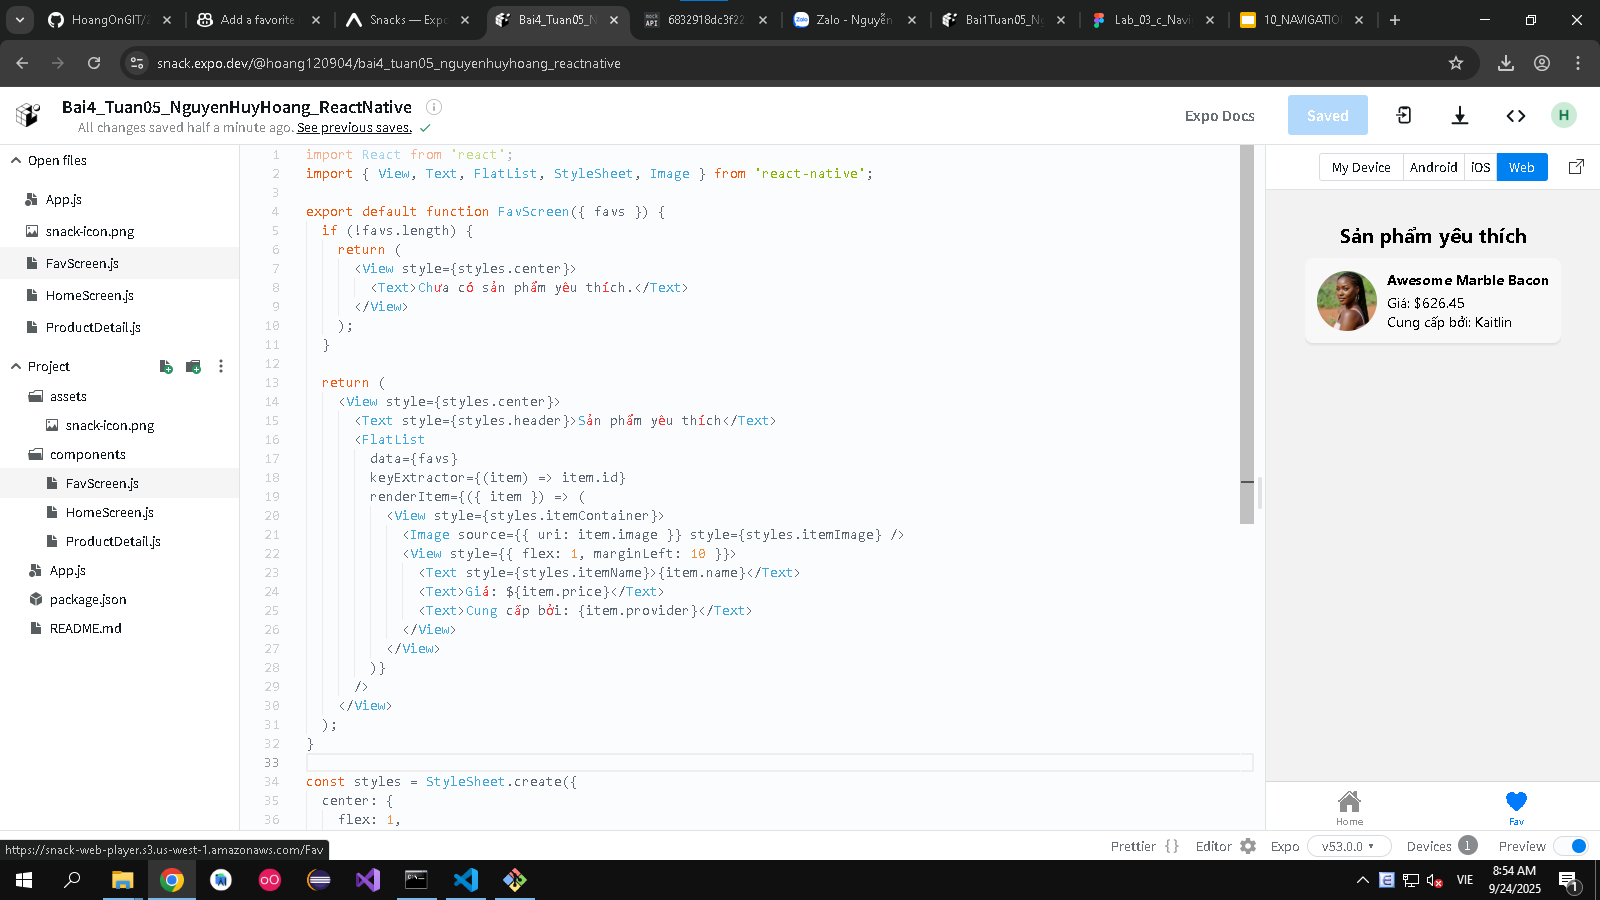 HoangOnGIT/2
Add a favorite
Snacks — Expo
Bai4_Tuan05_N
6832918dc3f22
Zalo - Nguyễn
Bai1Tuan05_Ng
Lab_03_c_Navi
10_NAVIGATIO
snack.expo.dev/@hoang120904/bai4_tuan05_nguyenhuyhoang_reactnative
Bai4_Tuan05_NguyenHuyHoang_ReactNative
All changes saved half a minute ago. See previous saves.
Expo Docs
Saved
H
Open files
App.js
snack-icon.png
FavScreen.js
HomeScreen.js
ProductDetail.js
Project
assets
snack-icon.png
components
FavScreen.js
HomeScreen.js
ProductDetail.js
App.js
package.json
README.md
1 import React from 'react';
2 import { View, Text, FlatList, StyleSheet, Image } from 'react-native';
3
4 export default function FavScreen({ favs }) {
5 if (!favs.length) {
6 return (
7 <View style={styles.center}>
8 <Text>Chưa có sản phẩm yêu thích.</Text>
9 </View>
10 );
11 }
12
13 return (
14 <View style={styles.center}>
15 <Text style={styles.header}>Sản phẩm yêu thích</Text>
16 <FlatList
17 data={favs}
18 keyExtractor={(item) => item.id}
19 renderItem={({ item }) => (
20 <View style={styles.itemContainer}>
21 <Image source={{ uri: item.image }} style={styles.itemImage} />
22 <View style={{ flex: 1, marginLeft: 10 }}>
23 <Text style={styles.itemName}>{item.name}</Text>
24 <Text>Giá: ${item.price}</Text>
25 <Text>Cung cấp bởi: {item.provider}</Text>
26 </View>
27 </View>
28 )}
29 />
30 </View>
31 );
32 }
33
34 const styles = StyleSheet.create({
35 center: {
36 flex: 1,
My Device
Android
iOS
Web
Sản phẩm yêu thích
Awesome Marble Bacon
Giá: $626.45
Cung cấp bởi: Kaitlin
Home
Fav
https://snack-web-player.s3.us-west-1.amazonaws.com/Fav
Prettier { }
Editor
Expo
v53.0.0
Devices 1
Preview
VIE
8:54 AM
9/24/2025
1